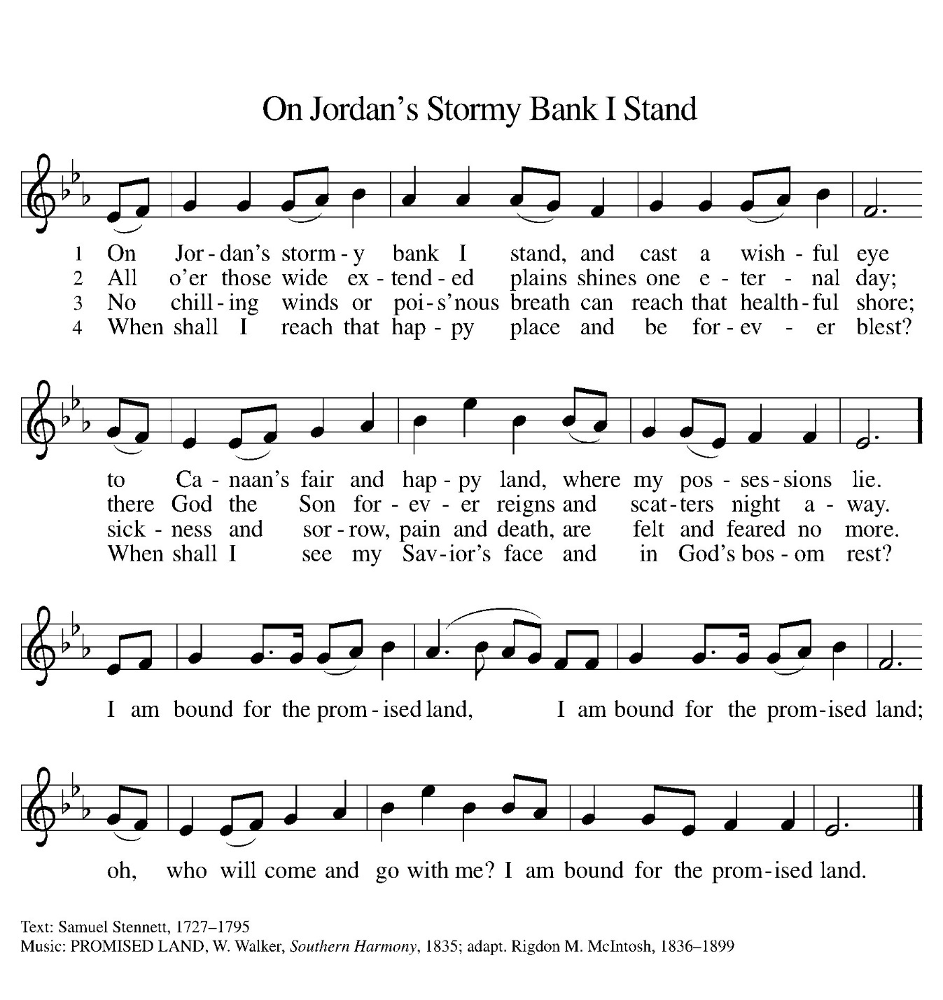 On Jordan's Stormy Bank I Stand
1 On Jor - dan's storm - y bank I stand, and cast a wish - ful eye
2 All o'er those wide ex - tend - ed plains shines one e - ter - nal day;
3 No chill - ing winds or poi - s'nous breath can reach that health - ful shore;
4 When shall I reach that hap - py place and be for - ev - er blest?
to Ca - naan's fair and hap - py land, where my pos - ses - sions lie.
there God the Son for - ev - er reigns and scat - ters night a - way.
sick - ness and sor - row, pain and death, are felt and feared no more.
When shall I see my Sav - ior's face and in God's bos - om rest?
I am bound for the prom - ised land, I am bound for the prom - ised land;
oh, who will come and go with me? I am bound for the prom - ised land.
Text: Samuel Stennett, 1727–1795
Music: PROMISED LAND, W. Walker, Southern Harmony, 1835; adapt. Rigdon M. McIntosh, 1836–1899